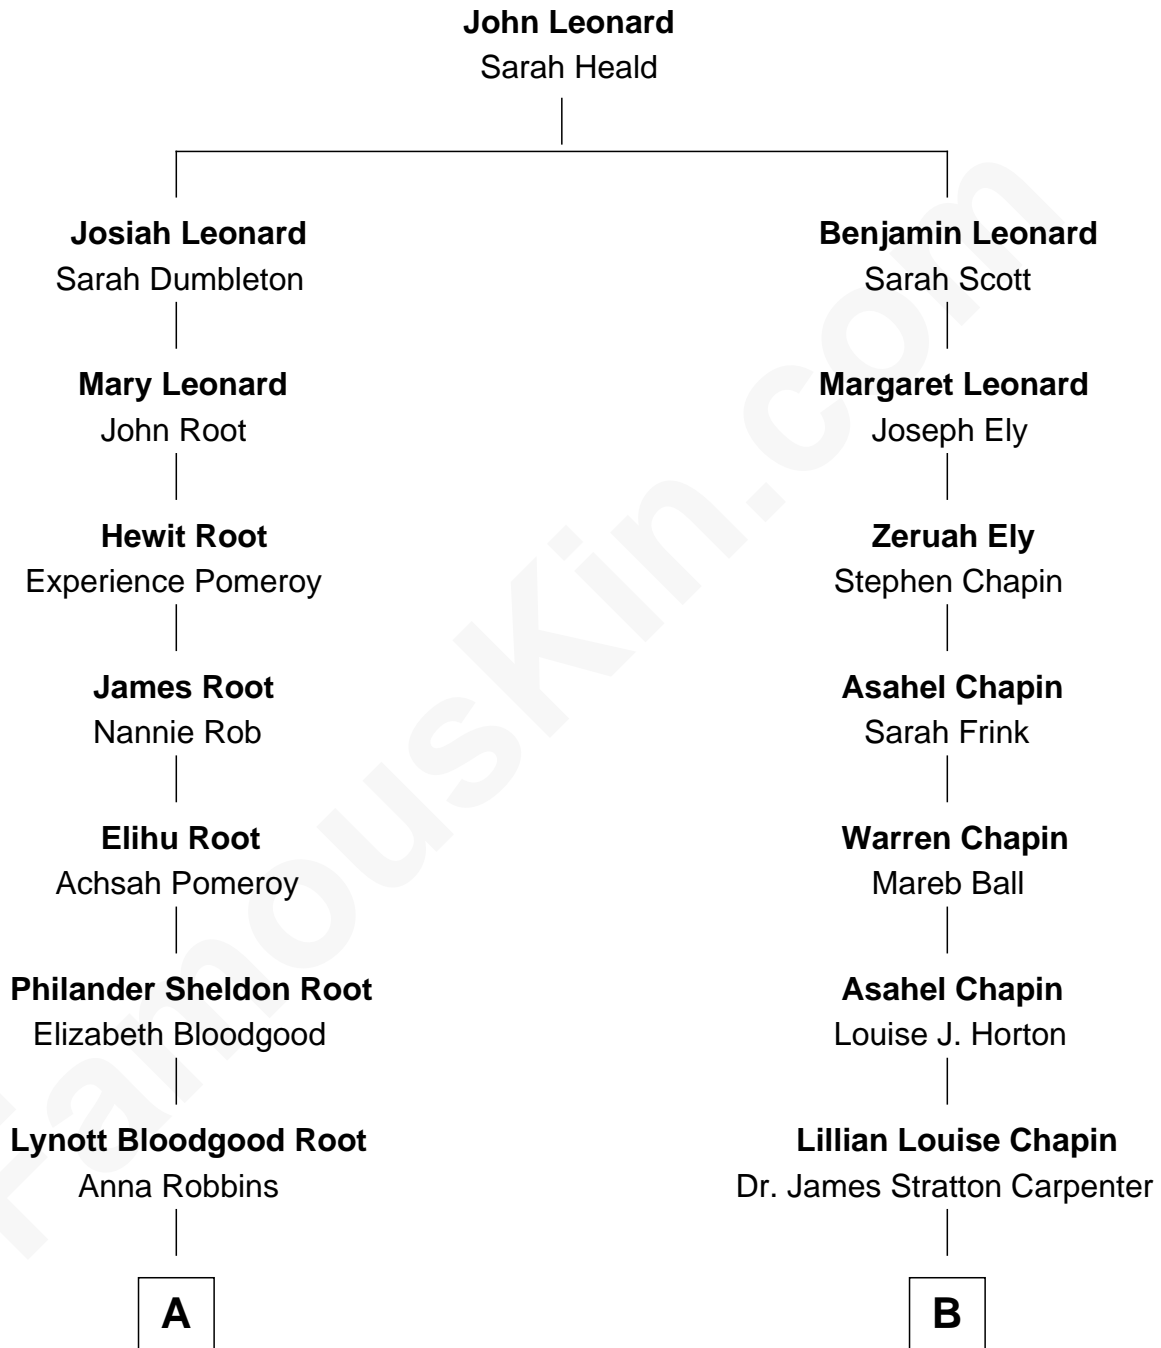 John Leonard
Sarah Heald
Josiah Leonard
Sarah Dumbleton
Mary Leonard
John Root
Hewit Root
Experience Pomeroy
James Root
Nannie Rob
Elihu Root
Achsah Pomeroy
Philander Sheldon Root
Elizabeth Bloodgood
Lynott Bloodgood Root
Anna Robbins
A
Benjamin Leonard
Sarah Scott
Margaret Leonard
Joseph Ely
Zeruah Ely
Stephen Chapin
Asahel Chapin
Sarah Frink
Warren Chapin
Mareb Ball
Asahel Chapin
Louise J. Horton
Lillian Louise Chapin
Dr. James Stratton Carpenter
B
FamousKin.com